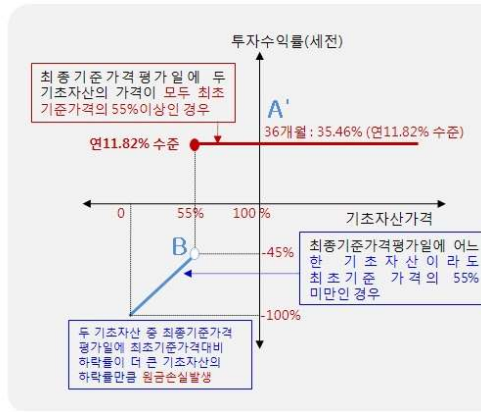 투자수익률(세전)
최종기준가격평가일에 두
기초자산의 가격이 모두 최초
기준가격의 55%이상인 경우
A'
36개월 : 35.46% (연11.82% 수준)
연11.82% 수준
0 55% 100 %
기초자산가격
B
-45%
최종기준가격평가일에 어느
한 기초자산이라도
최초기준 가격의 55%
미만인 경우
-100%
두 기초자산 중 최종기준가격
평가일에 최초기준가격대비
하락률이 더 큰 기초자산의
하락률만큼 원금손실발생